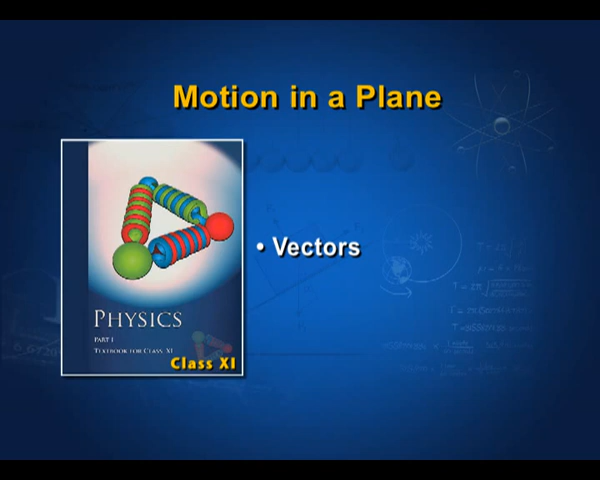 Motion in a Plane
• Vectors
PHYSICS
PART I
TEXTBOOK FOR CLASS XI
Class XI